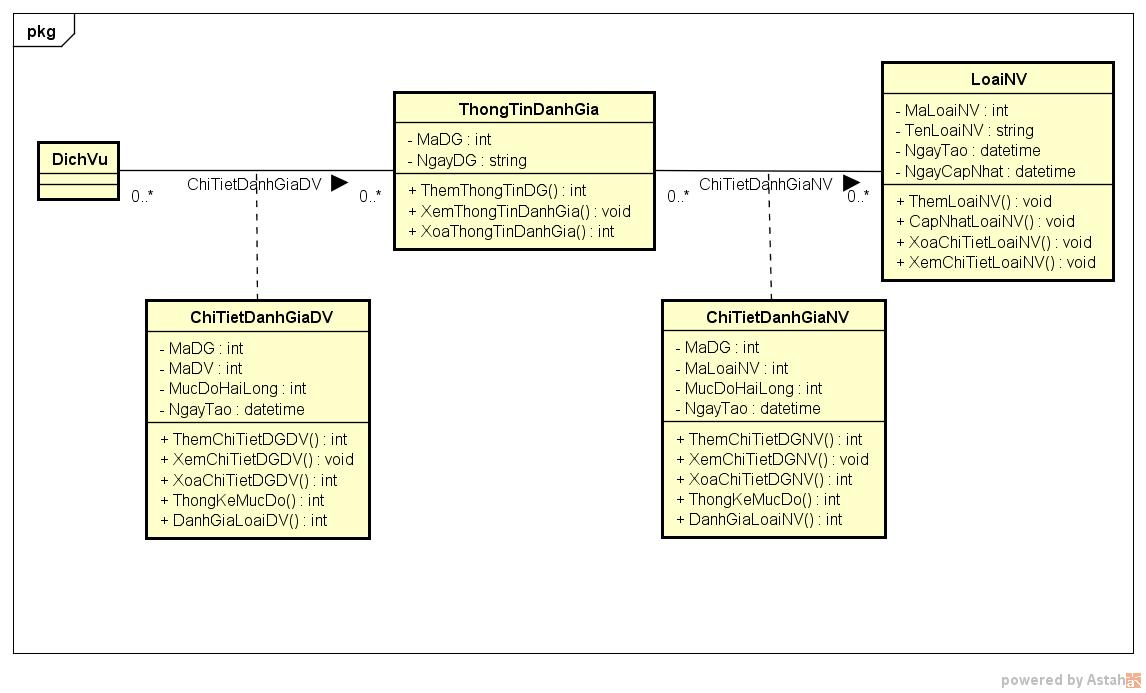 pkg
DichVu
0..*
ChiTietDanhGiaDV
0..*
ThongTinDanhGia
- MaDG : int
- NgayDG : string
+ ThemThongTinDG() : int
+ XemThongTinDanhGia() : void
+ XoaThongTinDanhGia() : int
0..*
ChiTietDanhGiaNV
0..*
LoaiNV
- MaLoaiNV : int
- TenLoaiNV : string
- NgayTao : datetime
- NgayCapNhat : datetime
+ ThemLoaiNV() : void
+ CapNhatLoaiNV() : void
+ XoaChiTietLoaiNV() : void
+ XemChiTietLoaiNV() : void
ChiTietDanhGiaDV
- MaDG : int
- MaDV : int
- MucDoHaiLong : int
- NgayTao : datetime
+ ThemChiTietDGDV() : int
+ XemChiTietDGDV() : void
+ XoaChiTietDGDV() : int
+ ThongKeMucDo() : int
+ DanhGiaLoaiDV() : int
ChiTietDanhGiaNV
- MaDG : int
- MaLoaiNV : int
- MucDoHaiLong : int
- NgayTao : datetime
+ ThemChiTietDGNV() : int
+ XemChiTietDGNV() : void
+ XoaChiTietDGNV() : int
+ ThongKeMucDo() : int
+ DanhGiaLoaiNV() : int
powered by Astah